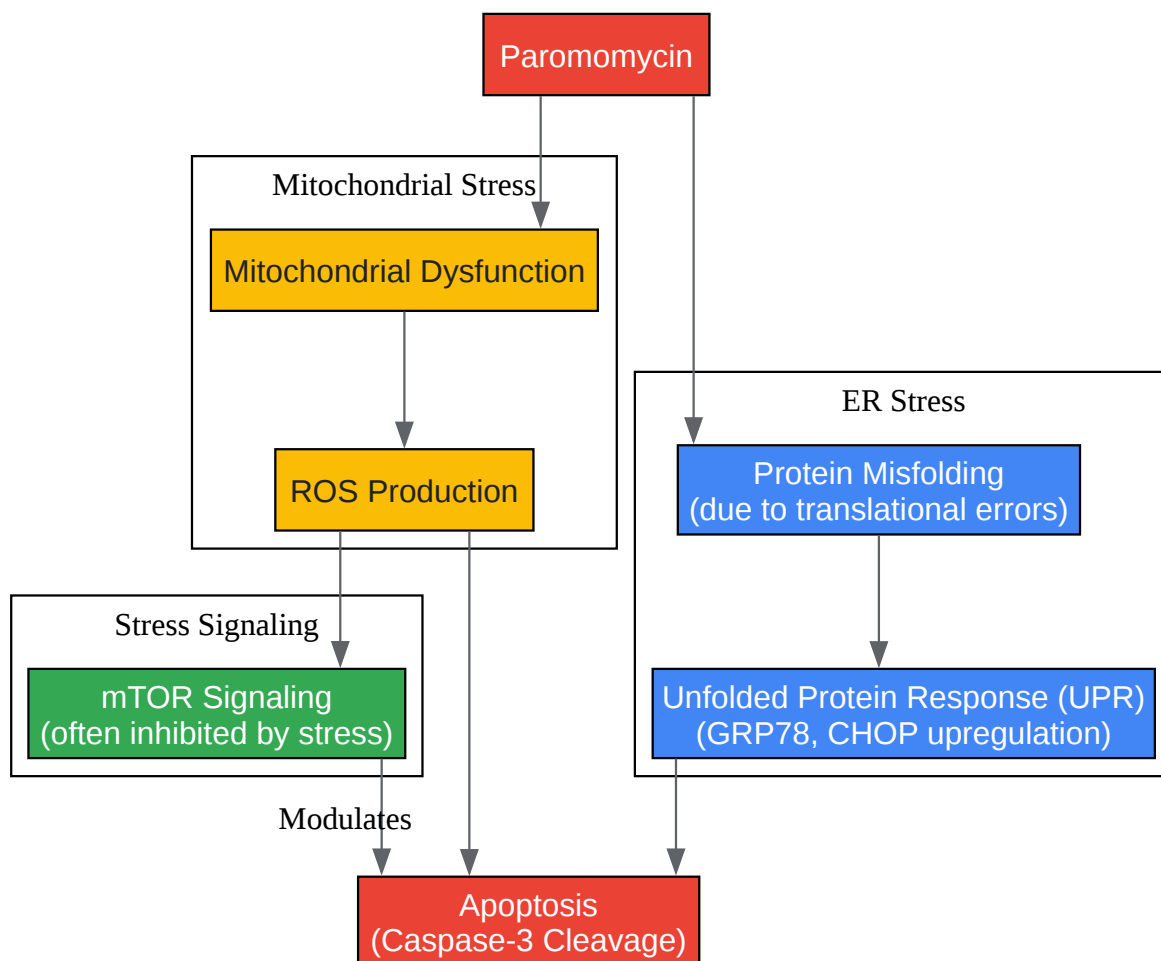 Paromomycin
Mitochondrial Stress
Mitochondrial Dysfunction
ROS Production
ER Stress
Protein Misfolding
(due to translational errors)
Stress Signaling
mTOR Signaling
(often inhibited by stress)
Unfolded Protein Response (UPR)
(GRP78, CHOP upregulation)
Modulates
Apoptosis
(Caspase-3 Cleavage)